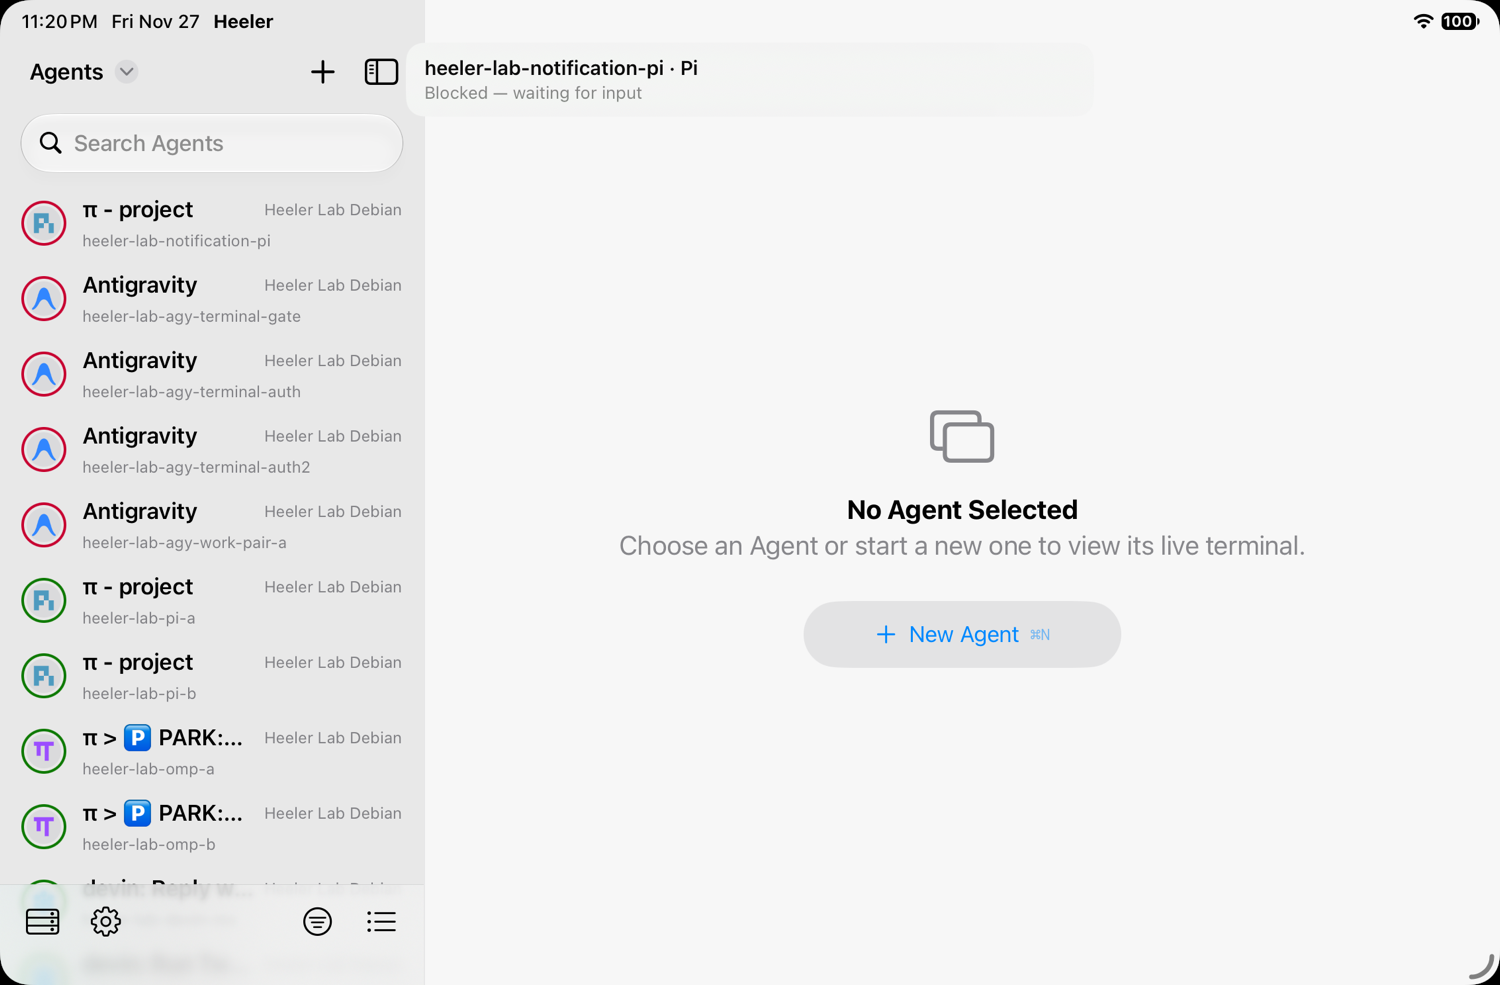 11:20 PM Fri Nov 27 Heeler
100
Agents
heeler-lab-notification-pi · Pi
Blocked — waiting for input
Search Agents
π - project Heeler Lab Debian
heeler-lab-notification-pi
Antigravity Heeler Lab Debian
heeler-lab-agy-terminal-gate
Antigravity Heeler Lab Debian
heeler-lab-agy-terminal-auth
Antigravity Heeler Lab Debian
heeler-lab-agy-terminal-auth2
Antigravity Heeler Lab Debian
heeler-lab-agy-work-pair-a
π - project Heeler Lab Debian
heeler-lab-pi-a
π - project Heeler Lab Debian
heeler-lab-pi-b
π > 🅿️ PARK:... Heeler Lab Debian
heeler-lab-omp-a
π > 🅿️ PARK:... Heeler Lab Debian
heeler-lab-omp-b
devin: Reply w... Heeler Lab Debian
No Agent Selected
Choose an Agent or start a new one to view its live terminal.
+ New Agent ⌘N